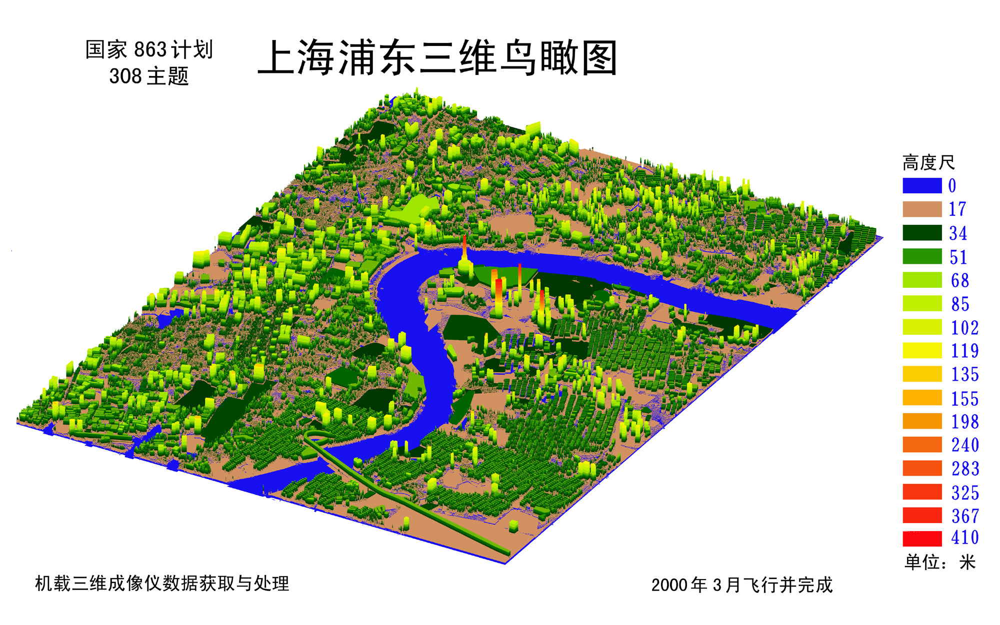 国家 863 计划
308 主题
上海浦东三维鸟瞰图
高度尺
0
17
34
51
68
85
102
119
135
155
198
240
283
325
367
410
单位：米
机载三维成像仪数据获取与处理
2000 年 3 月飞行并完成